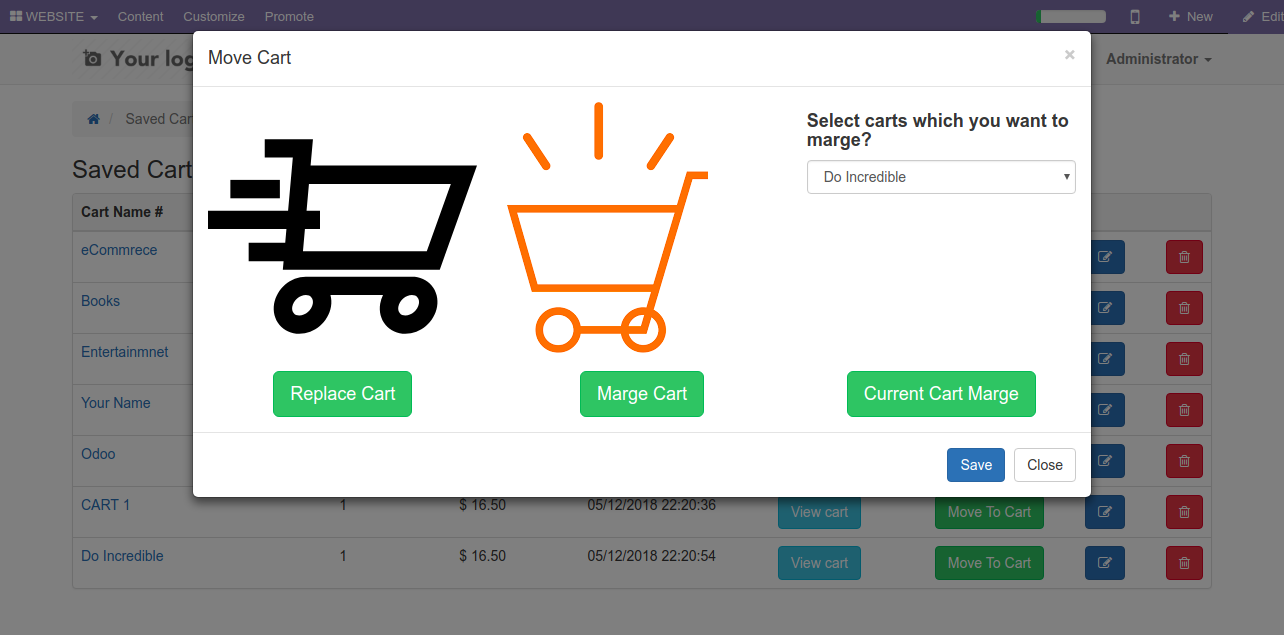 WEBSITE Content Customize Promote New Edit
Move Cart ×
Your log Administrator
/ Saved Car
Select carts which you want to
marge?
Do Incredible
Saved Cart
Cart Name #
eCommrece
Books
Entertainmnet
Your Name
Replace Cart Marge Cart Current Cart Marge
Odoo
Save Close
CART 1 1 $ 16.50 05/12/2018 22:20:36 View cart Move To Cart
Do Incredible 1 $ 16.50 05/12/2018 22:20:54 View cart Move To Cart